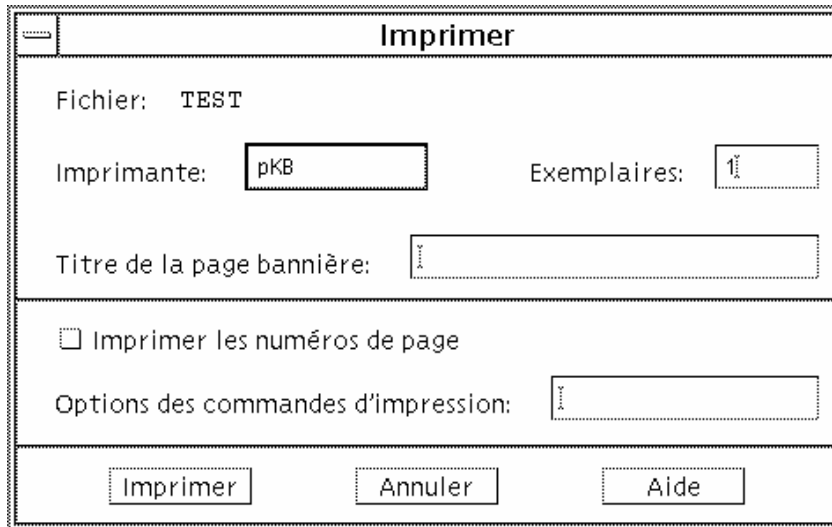 Imprimer
Fichier: TEST
Imprimante: pKB Exemplaires: 1
Titre de la page bannière:
Imprimer les numéros de page
Options des commandes d'impression:
Imprimer Annuler Aide